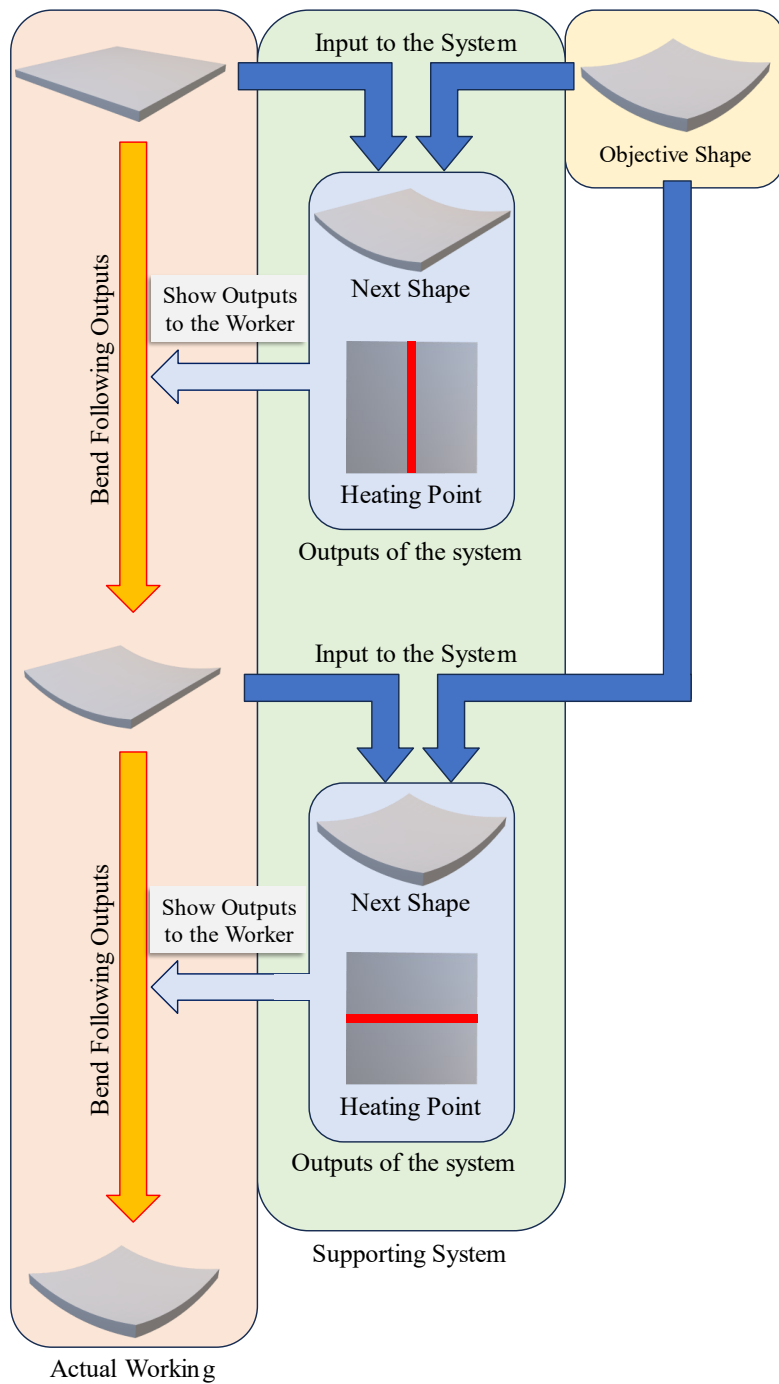 Input to the System
Objective Shape
Next Shape
Show Outputs
to the Worker
Bend Following Outputs
Heating Point
Outputs of the system
Input to the System
Next Shape
Show Outputs
to the Worker
Bend Following Outputs
Heating Point
Outputs of the system
Supporting System
Actual Working